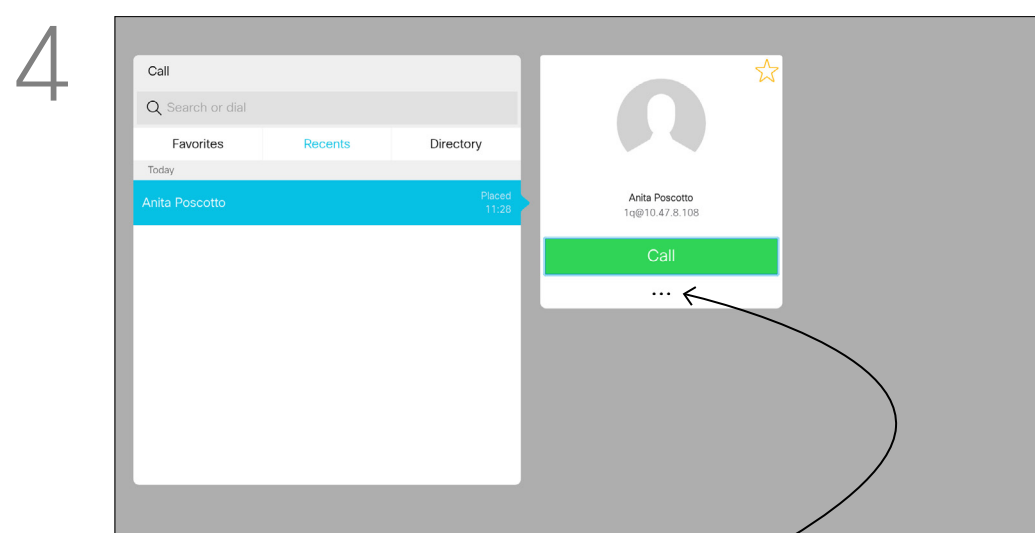 4
Call
Search or dial
Favorites Recents Directory
Today
Anita Poscotto
Placed
11:28
Anita Poscotto
1q@10.47.8.108
Call
...